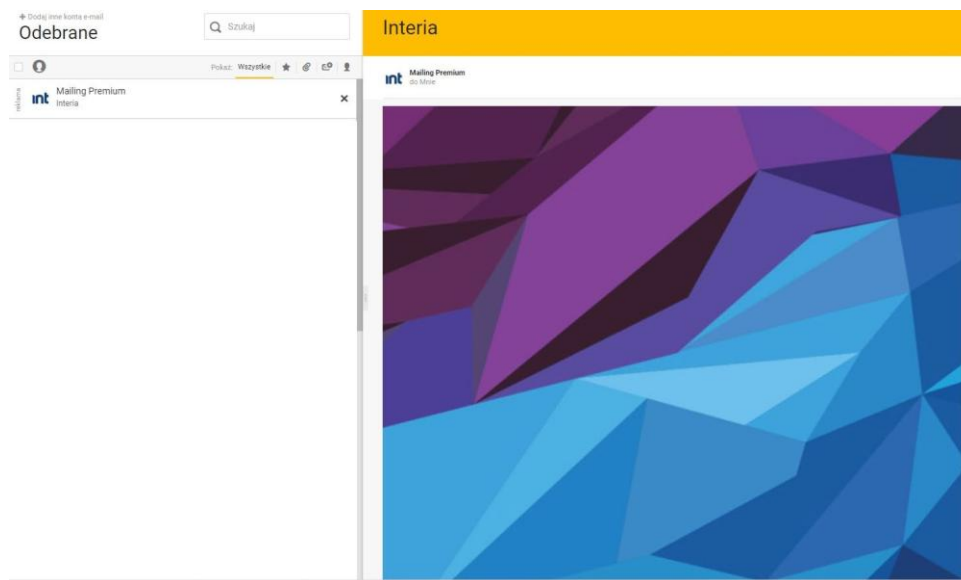 Dodaj inne konta e-mail
Odebrane
Szukaj
Pokaż: Wszystkie
reklama
int
Mailing Premium
Interia
Interia
int
Mailing Premium
do Mnie